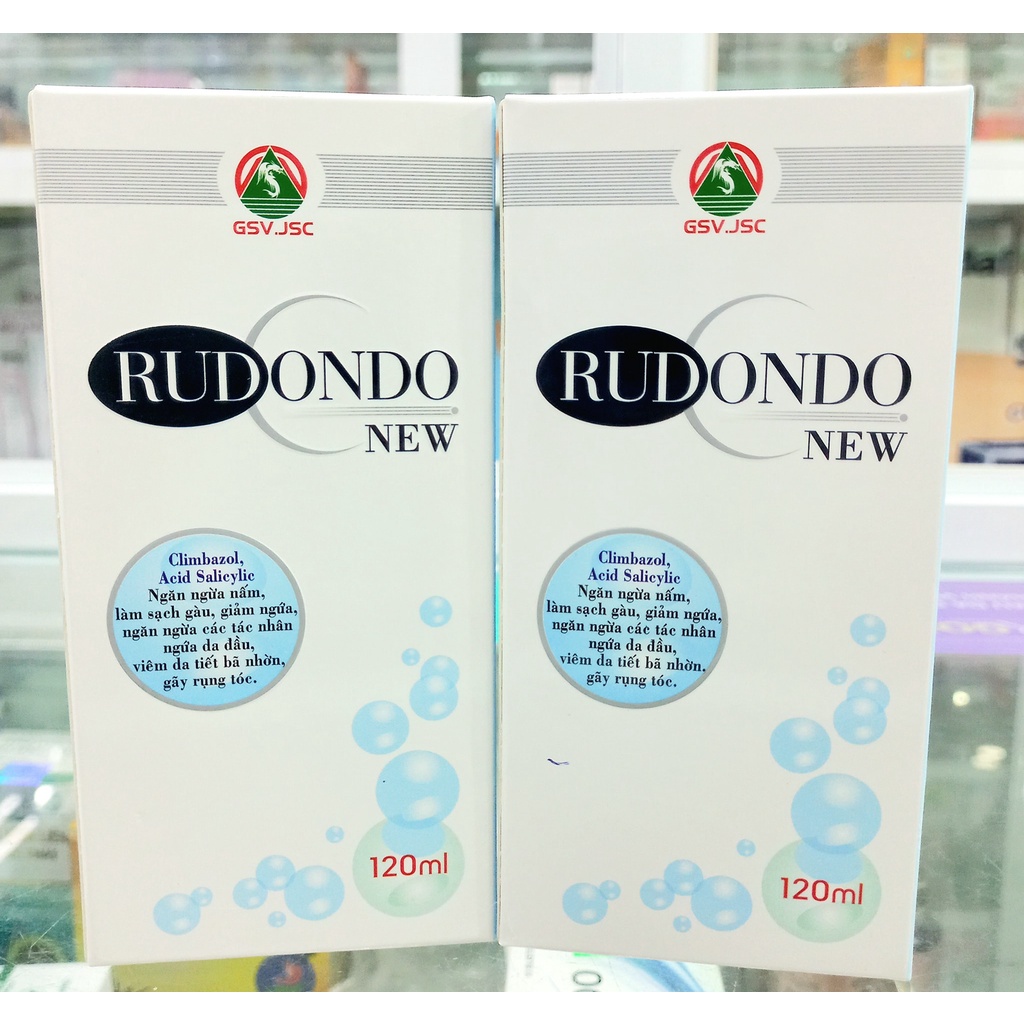 GSV.JSC
RUDONDO
NEW
Climbazol,
Acid Salicylic
Ngăn ngừa nấm,
làm sạch gàu, giảm ngứa,
ngăn ngừa các tác nhân
ngứa da đầu,
viêm da tiết bã nhờn,
gãy rụng tóc.
120ml
GSV.JSC
RUDONDO
NEW
Climbazol,
Acid Salicylic
Ngăn ngừa nấm,
làm sạch gàu, giảm ngứa,
ngăn ngừa các tác nhân
ngứa da đầu,
viêm da tiết bã nhờn.
gãy rụng tóc.
120ml